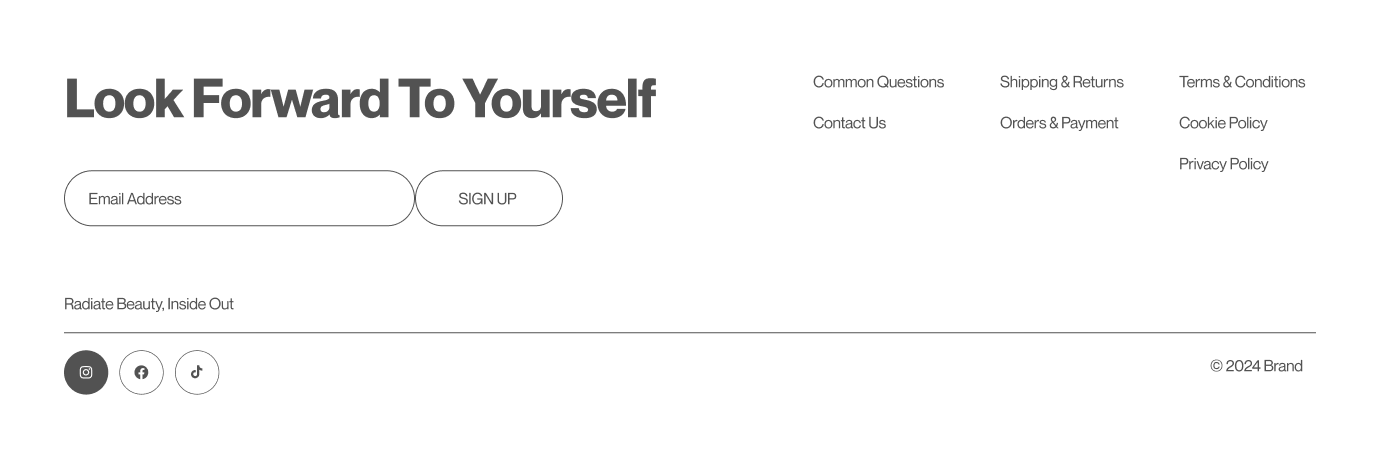 Look Forward To Yourself
Email Address
SIGN UP
Common Questions
Contact Us
Shipping & Returns
Orders & Payment
Terms & Conditions
Cookie Policy
Privacy Policy
Radiate Beauty, Inside Out
© 2024 Brand